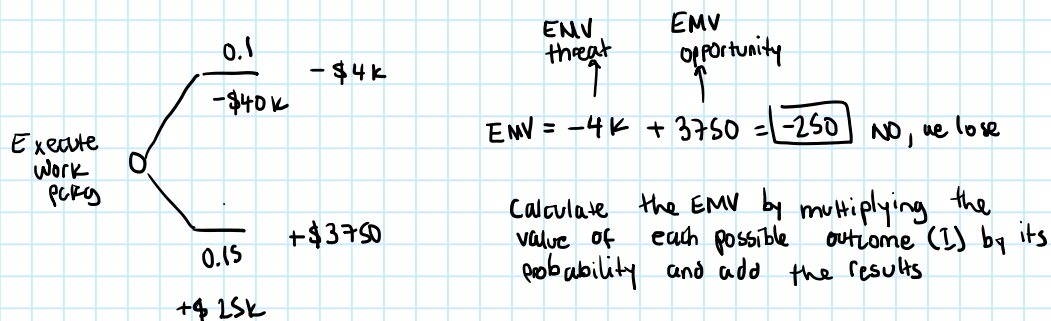 0.1
-$4K
-$40K
Execute
Work
pckg
0.15
+$3750
+$25K
EMV
threat
EMV
opportunity
EMV = -4K + 3750 = -250 NO, we lose
Calculate the EMV by multiplying the
value of each possible outcome (I) by its
probability and add the results